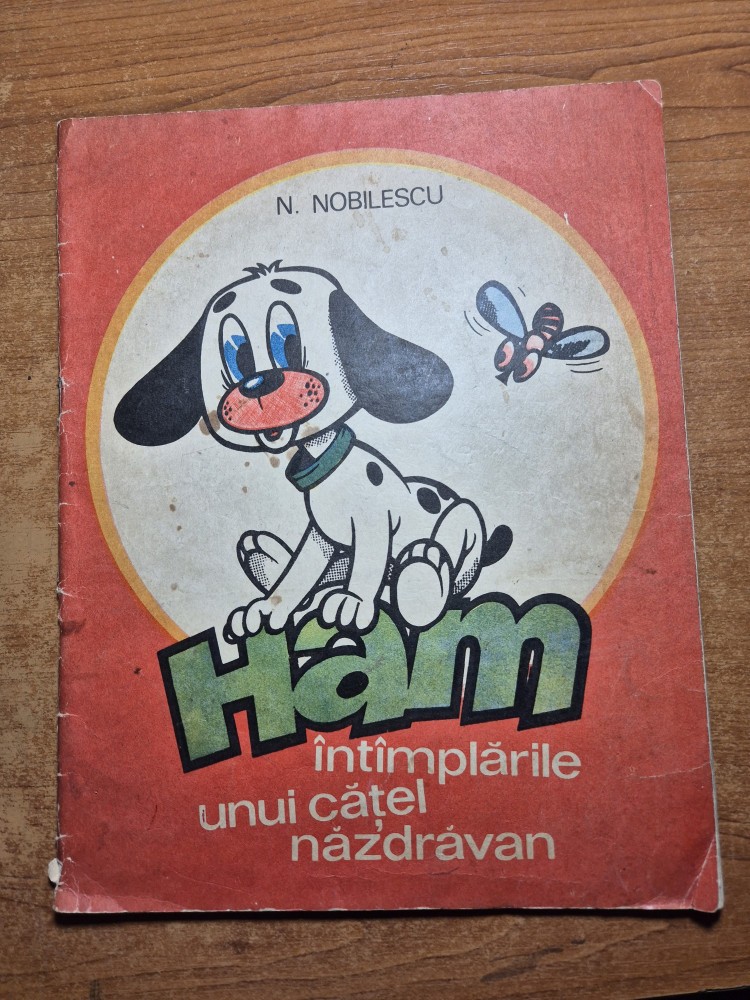 N. NOBILESCU
Ham
întîmplările
unui cățel
năzdrăvan